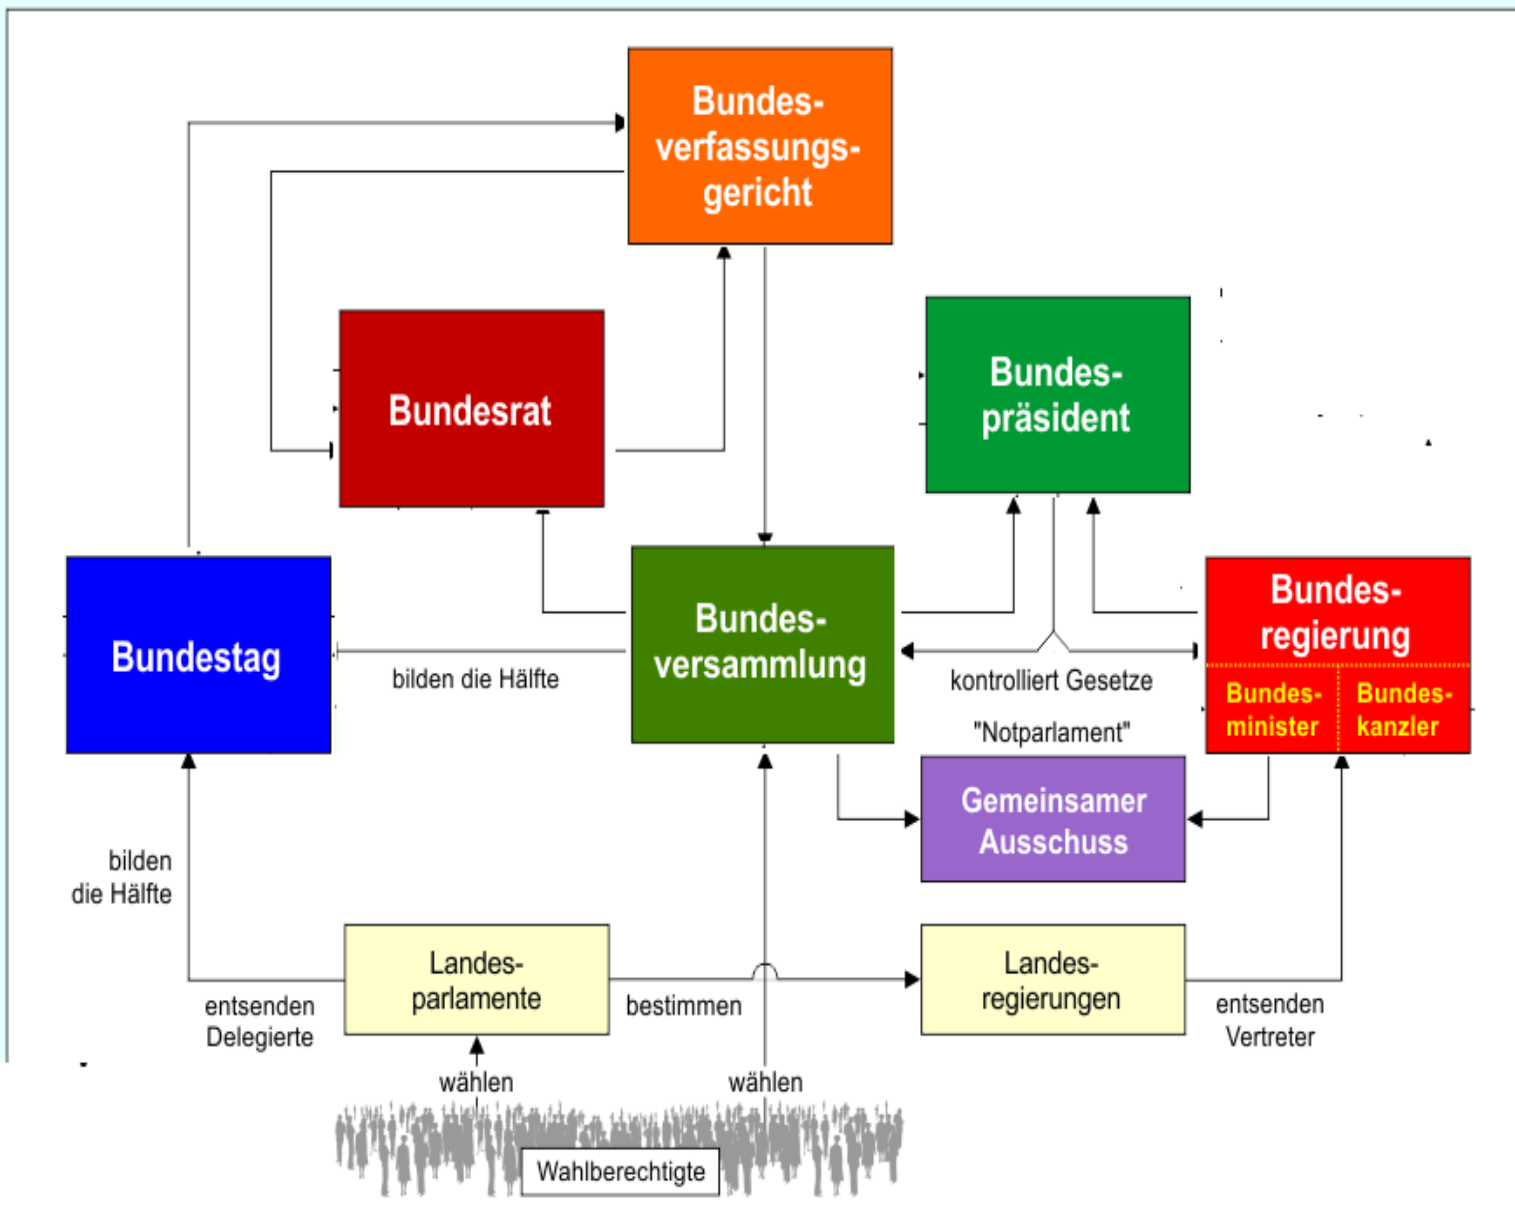 Bundes-
verfassungs-
gericht
Bundesrat
Bundes-
präsident
Bundestag
bilden die Hälfte
Bundes-
versammlung
kontrolliert Gesetze
Bundes-
regierung
Bundes-
minister
Bundes-
kanzler
"Notparlament"
Gemeinsamer
Ausschuss
bilden
die Hälfte
entsenden
Delegierte
Landes-
parlamente
bestimmen
Landes-
regierungen
entsenden
Vertreter
wählen
wählen
Wahlberechtigte